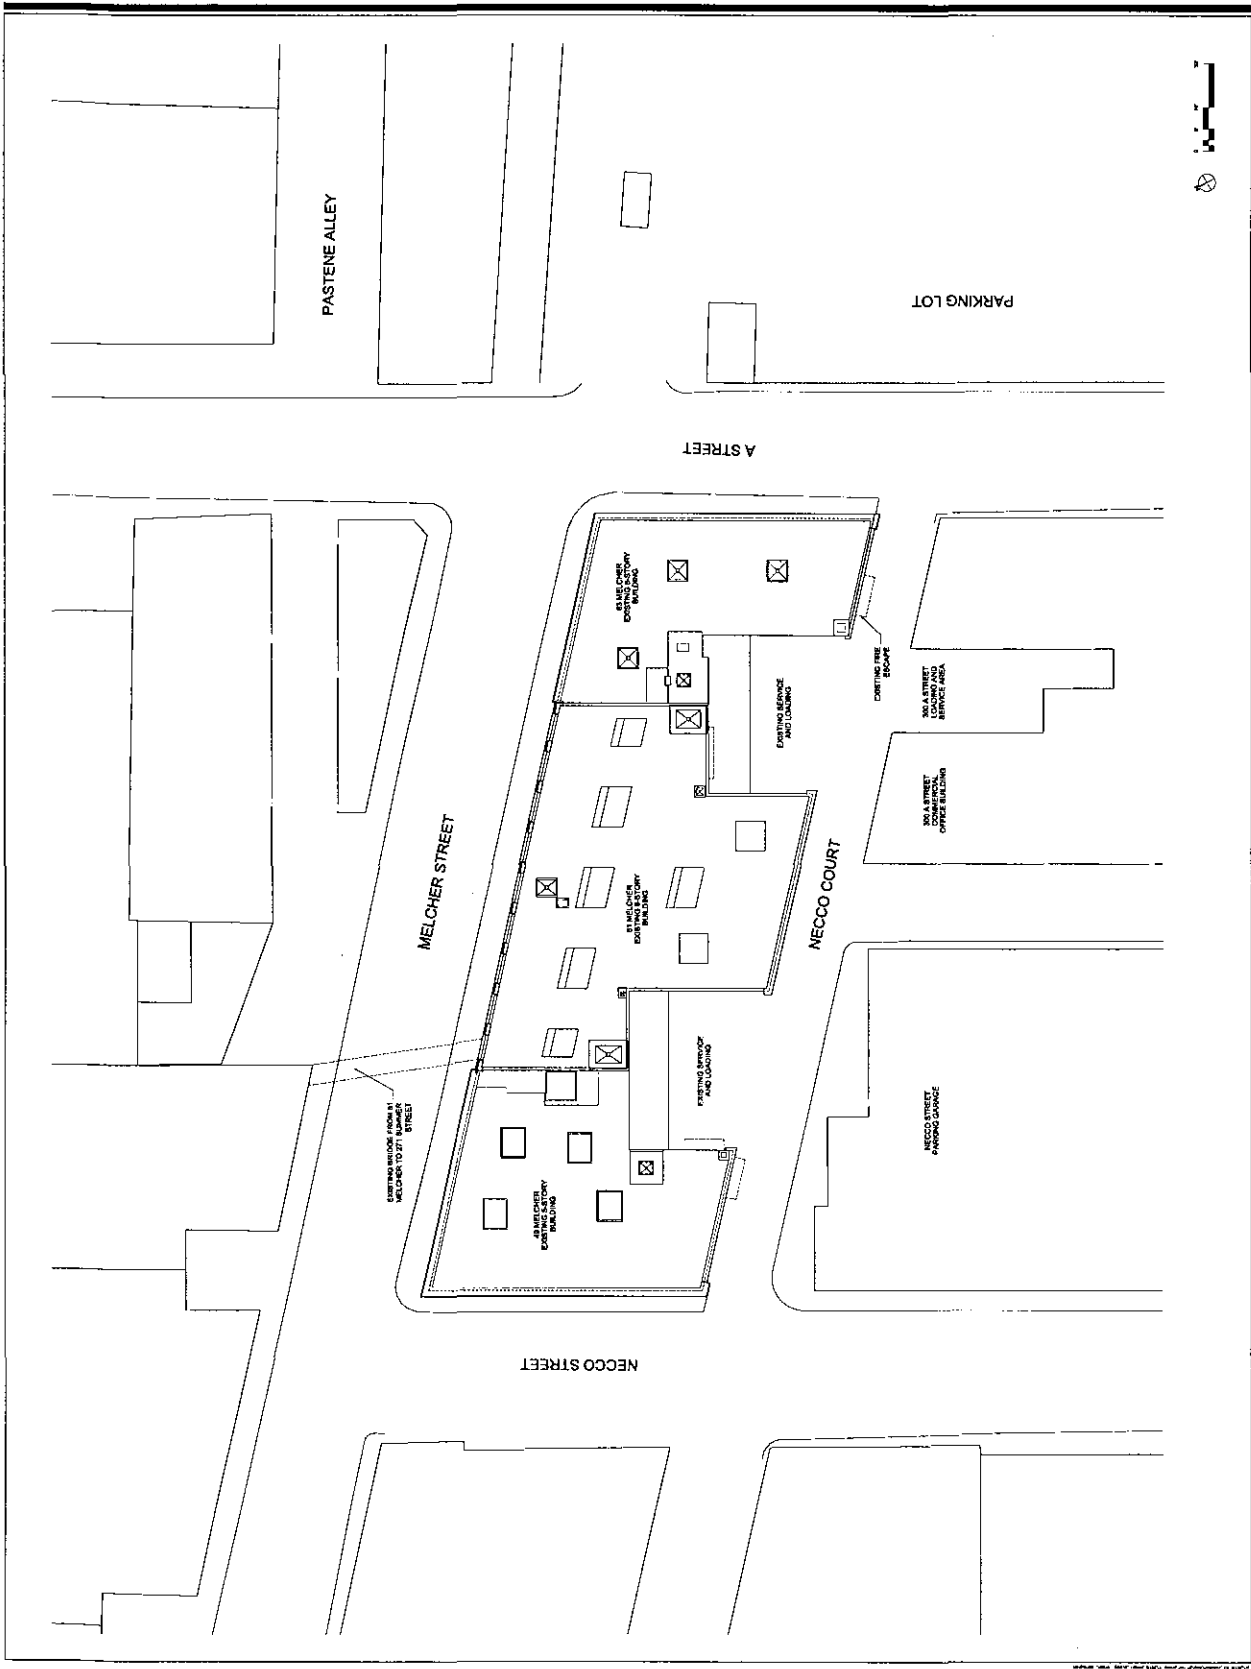 PASTENE ALLEY
PARKING LOT
A STREET
63 MELCHER
EXISTING 5-STORY
BUILDING
EXISTING FIRE
ESCAPE
EXISTING SERVICE
AND LOADING
300 A STREET
LOADING AND
SERVICE AREA
300 A STREET
COMMERCIAL
OFFICE BUILDING
MELCHER STREET
51 MELCHER
EXISTING
BUILDING
NECCO COURT
EXISTING SERVICE
AND LOADING
EXISTING BRIDGE FROM
MELCHER TO 271 SUMMER
STREET
49 MELCHER
EXISTING 5-STORY
BUILDING
NECCO STREET
PARKING GARAGE
NECCO STREET